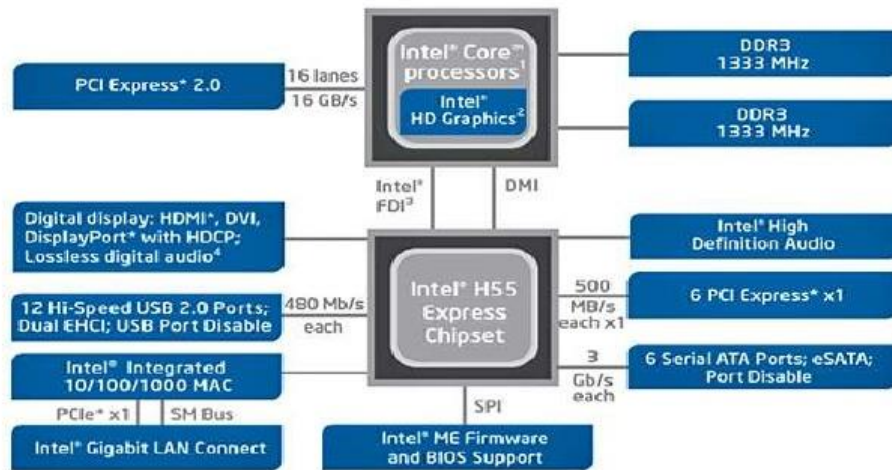 Intel® Core™
processors¹
Intel®
HD Graphics²
PCI Express* 2.0
16 lanes
16 GB/s
DDR3
1333 MHz
DDR3
1333 MHz
Intel®
FDI³
DMI
Digital display: HDMI*, DVI,
DisplayPort* with HDCP;
Lossless digital audio⁴
Intel® High
Definition Audio
Intel® H55
Express
Chipset
12 Hi-Speed USB 2.0 Ports;
Dual EHCI; USB Port Disable
480 Mb/s
each
500
MB/s
each x1
6 PCI Express* x1
Intel® Integrated
10/100/1000 MAC
3
Gb/s
each
6 Serial ATA Ports; eSATA;
Port Disable
PCIe* x1
SM Bus
SPI
Intel® Gigabit LAN Connect
Intel® ME Firmware
and BIOS Support